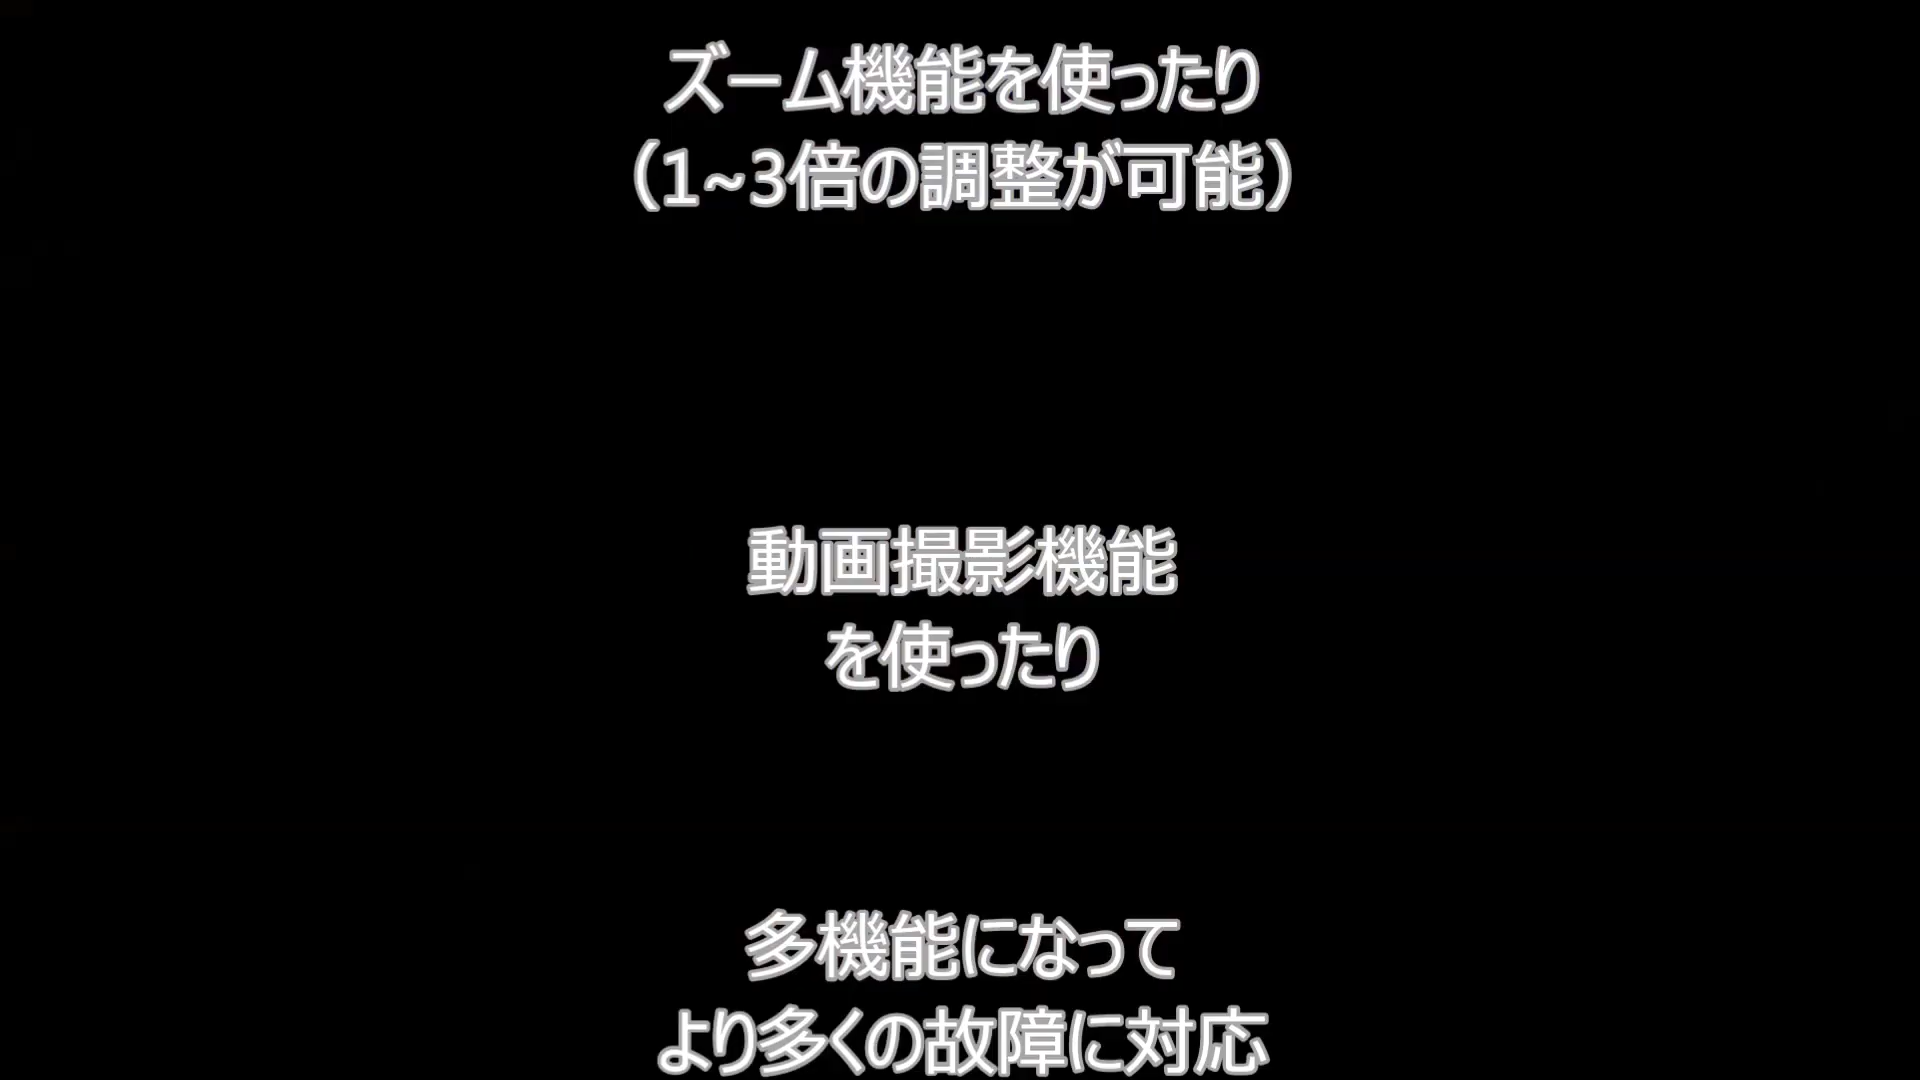 ズーム機能を使ったり
（1~3倍の調整が可能）
動画撮影機能
を使ったり
多機能になって
より多くの故障に対応